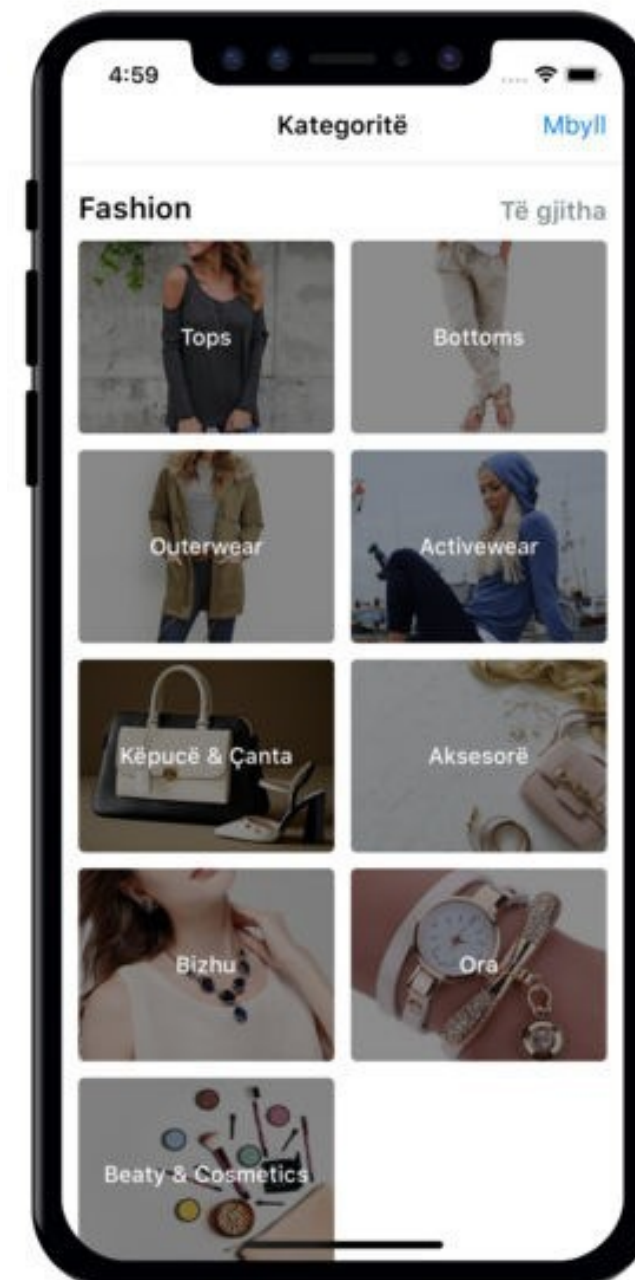 4:59
Kategoritë
Mbyll
Fashion
Të gjitha
Tops
Bottoms
Outerwear
Activewear
Këpucë & Çanta
Aksesorë
Bizhu
Ora
Beaty & Cosmetics